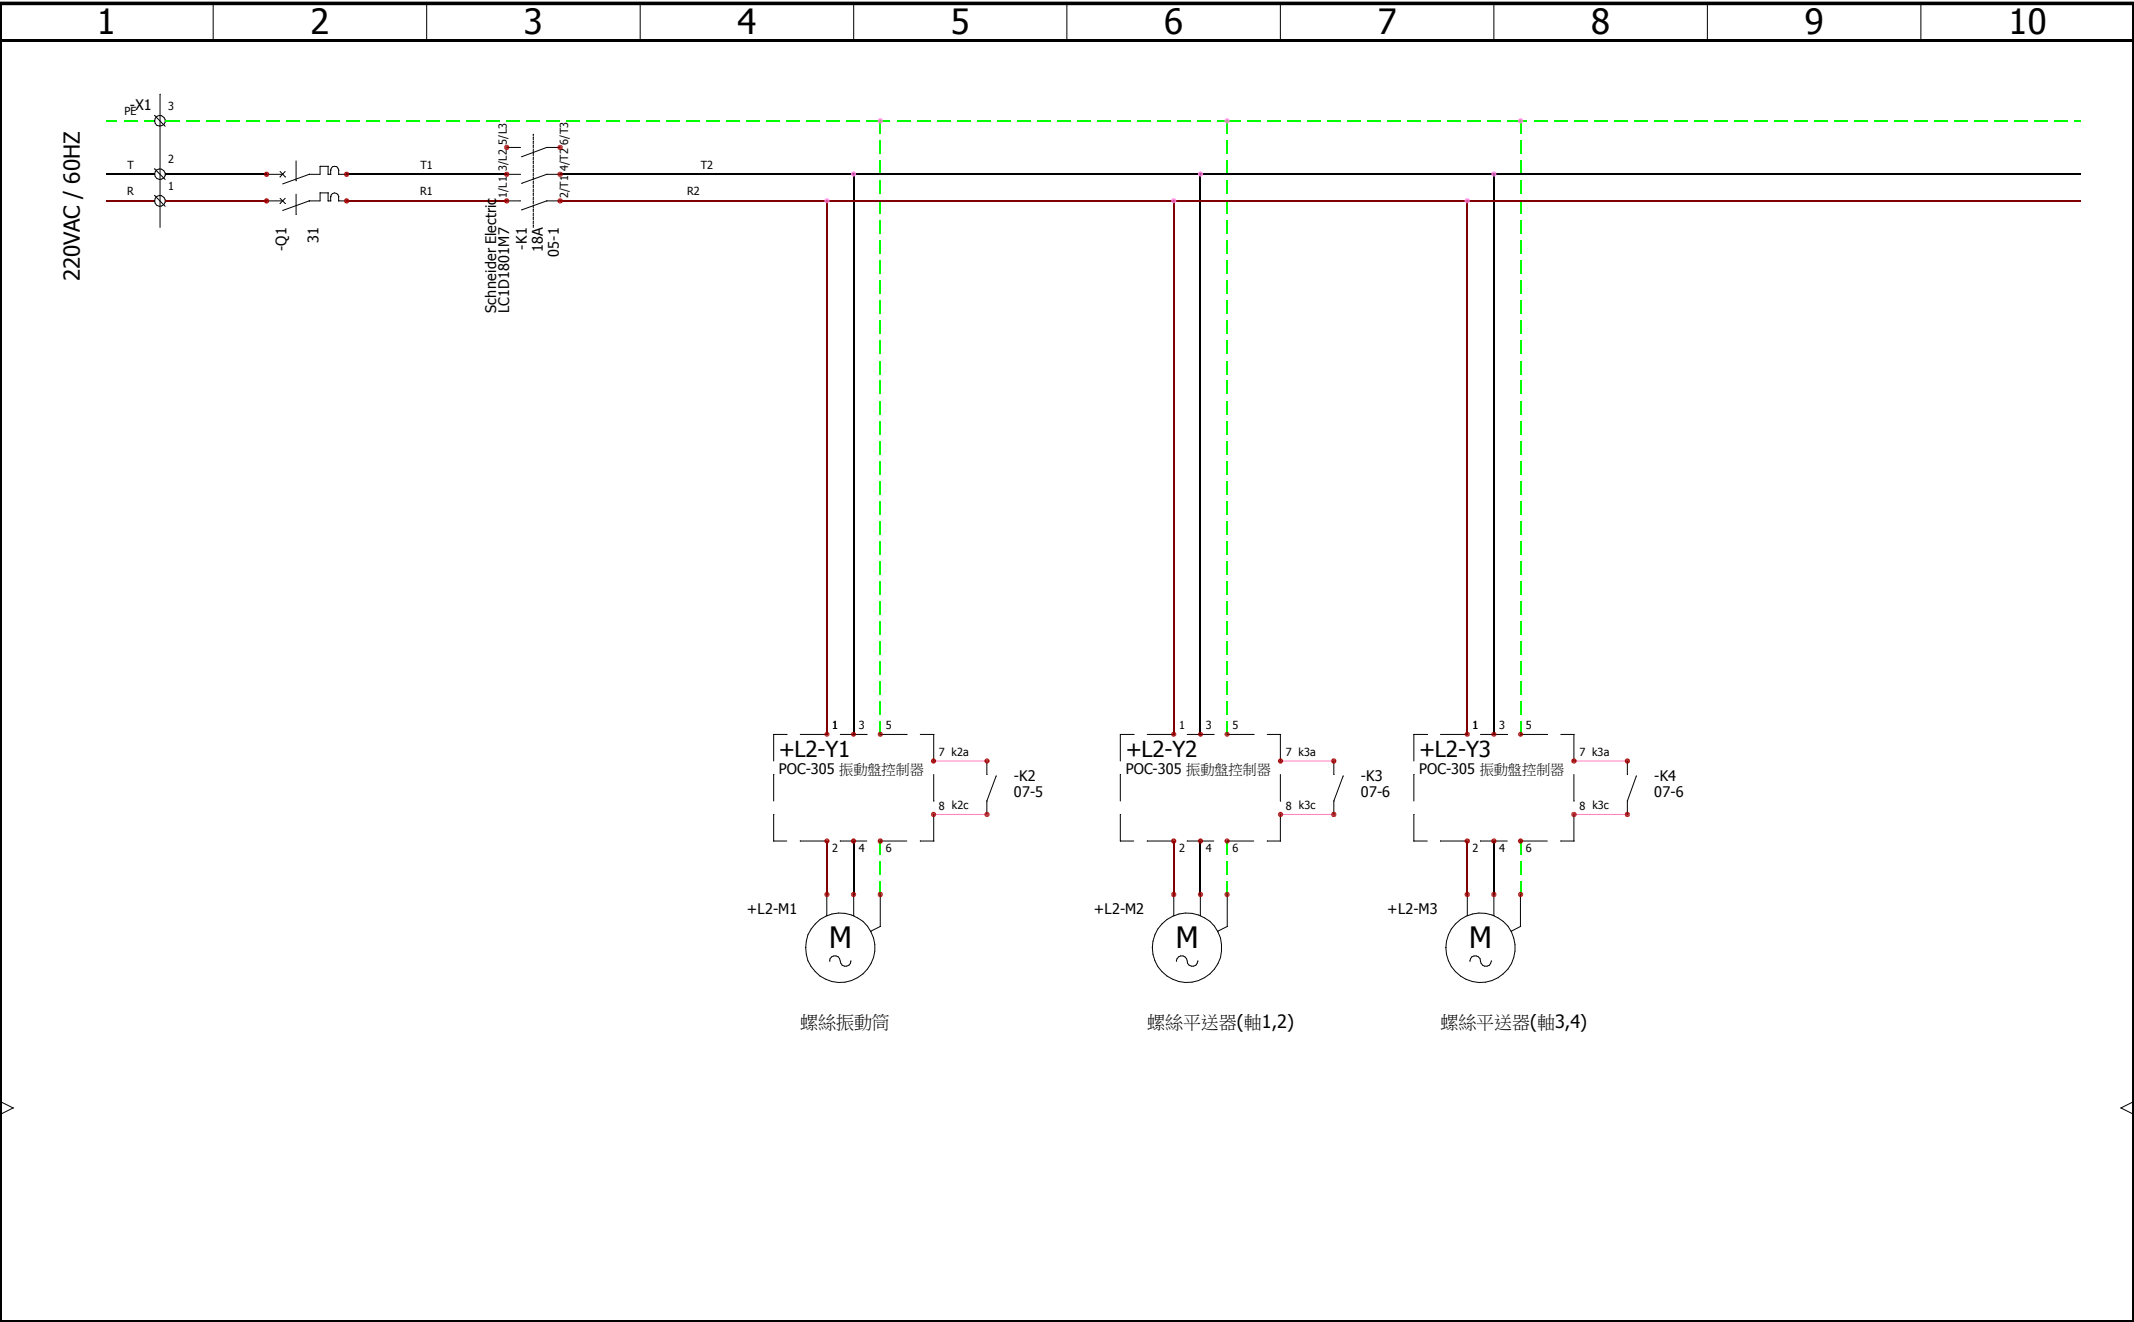 1 2 3 4 5 6 7 8 9 10
220VAC / 60HZ
-X1
PE
3
T
2
R
1
-Q1
31
T1
R1
1/L1 3/L2 5/L3
2/T1 4/T2 6/T3
Schneider Electric
LC1D1801M7
-K1
18A
05-1
T2
R2
1 3 5
+L2-Y1
POC-305 振動盤控制器
7 k2a
8 k2c
-K2
07-5
2 4 6
+L2-M1
M
螺絲振動筒
1 3 5
+L2-Y2
POC-305 振動盤控制器
7 k3a
8 k3c
-K3
07-6
2 4 6
+L2-M2
M
螺絲平送器(軸1,2)
1 3 5
+L2-Y3
POC-305 振動盤控制器
7 k3a
8 k3c
-K4
07-6
2 4 6
+L2-M3
M
螺絲平送器(軸3,4)